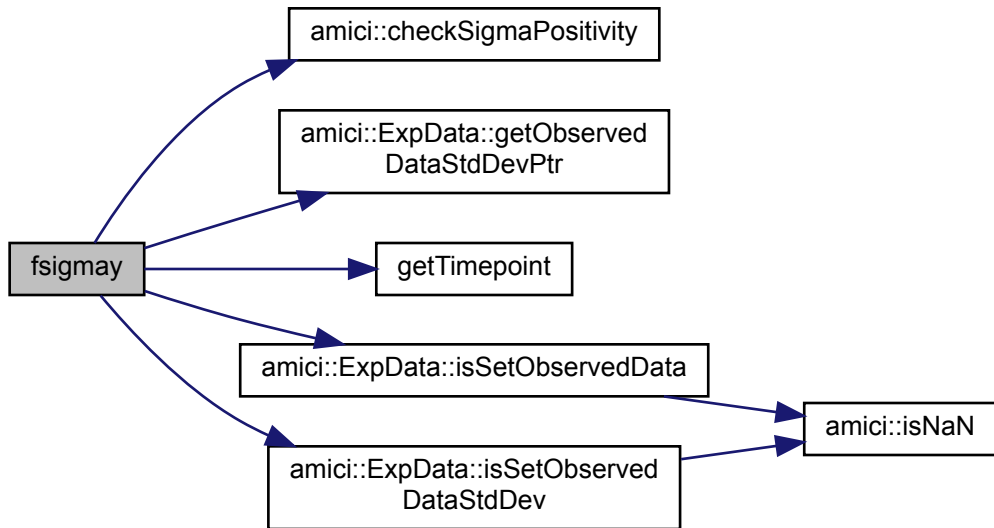 amici::checkSigmaPositivity
amici::ExpData::getObserved
DataStdDevPtr
fsigmay
getTimepoint
amici::ExpData::isSetObservedData
amici::isNaN
amici::ExpData::isSetObserved
DataStdDev